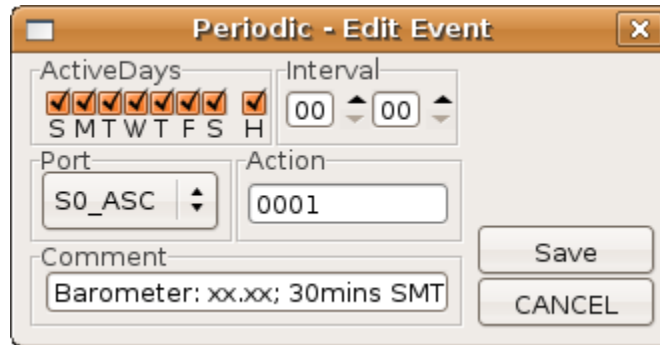 Periodic - Edit Event
ActiveDays
Interval
S M T W T F S H
00 00
Port
Action
S0_ASC
0001
Save
Comment
Barometer: xx.xx; 30mins SMT
CANCEL